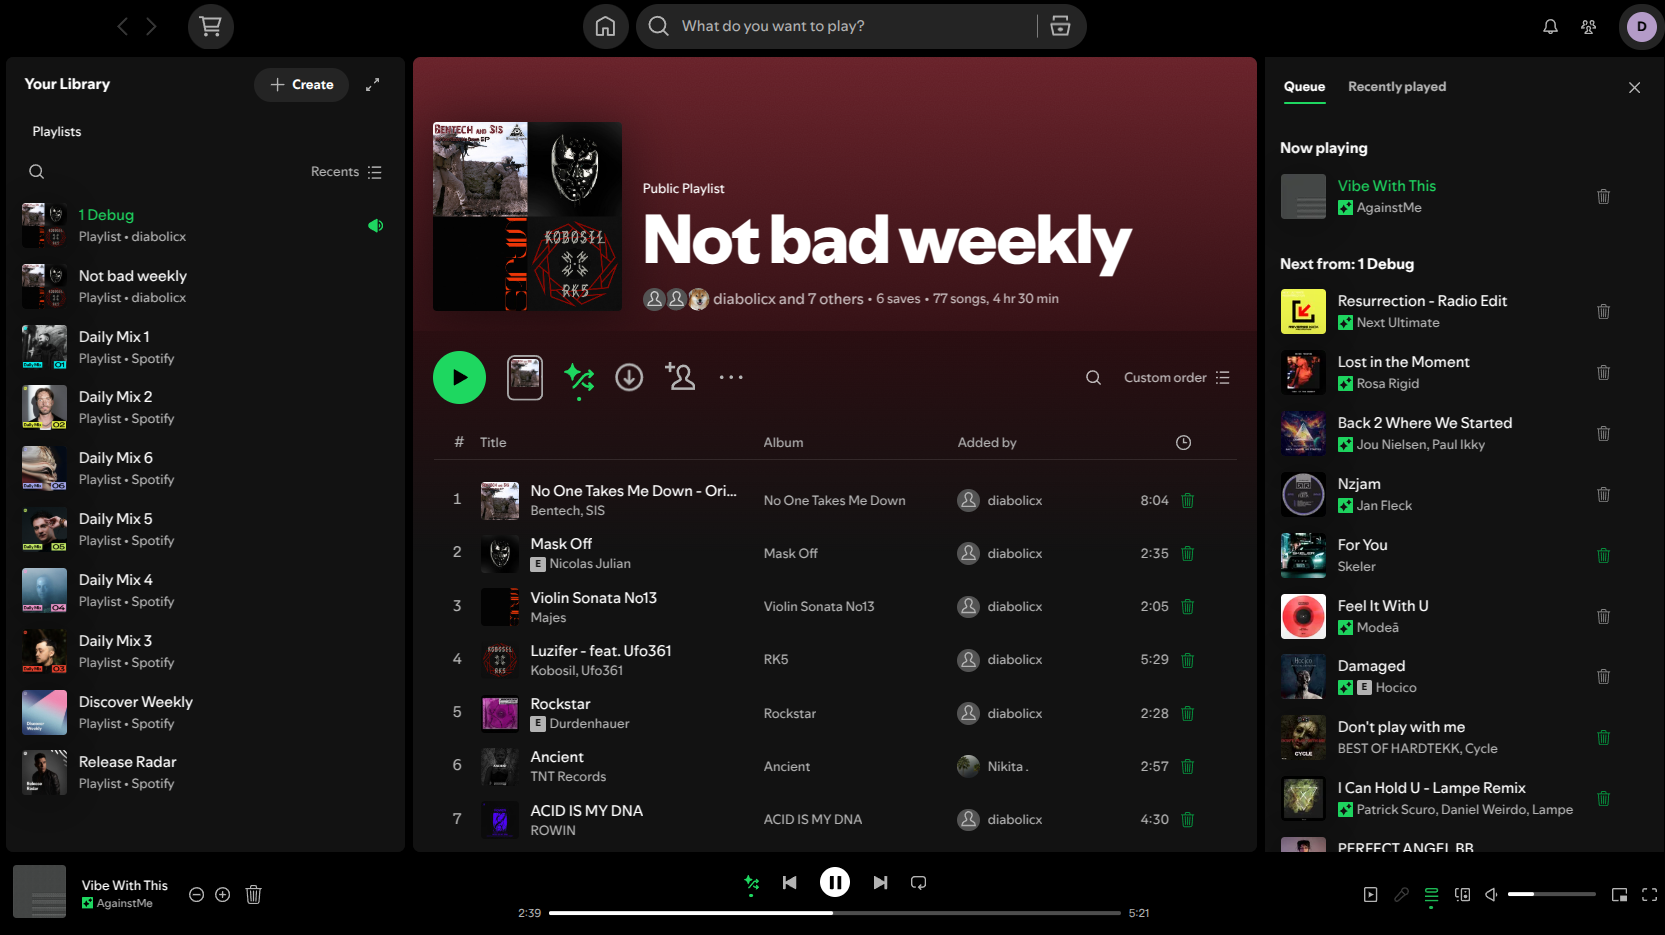 What do you want to play?
D
Your Library
Create
Playlists
Recents
1 Debug
Playlist • diabolicx
Not bad weekly
Playlist • diabolicx
Daily Mix 1
Playlist • Spotify
Daily Mix 2
Playlist • Spotify
Daily Mix 6
Playlist • Spotify
Daily Mix 5
Playlist • Spotify
Daily Mix 4
Playlist • Spotify
Daily Mix 3
Playlist • Spotify
Discover Weekly
Playlist • Spotify
Release Radar
Playlist • Spotify
BENTECH AND SIS
KOBOSIL
RK5
Public Playlist
Not bad weekly
diabolicx and 7 others • 6 saves • 77 songs, 4 hr 30 min
Custom order
# Title Album Added by
1 No One Takes Me Down - Ori... No One Takes Me Down diabolicx 8:04
Bentech, SIS
2 Mask Off Mask Off diabolicx 2:35
E Nicolas Julian
3 Violin Sonata No13 Violin Sonata No13 diabolicx 2:05
Majes
4 Luzifer - feat. Ufo361 RK5 diabolicx 5:29
Kobosil, Ufo361
5 Rockstar Rockstar diabolicx 2:28
E Durdenhauer
6 Ancient Ancient Nikita . 2:57
TNT Records
7 ACID IS MY DNA ACID IS MY DNA diabolicx 4:30
ROWIN
Queue Recently played
Now playing
Vibe With This
AgainstMe
Next from: 1 Debug
Resurrection - Radio Edit
Next Ultimate
Lost in the Moment
Rosa Rigid
Back 2 Where We Started
Jou Nielsen, Paul Ikky
Nzjam
Jan Fleck
For You
Skeler
Feel It With U
Modeā
Damaged
E Hocico
Don't play with me
BEST OF HARDTEKK, Cycle
I Can Hold U - Lampe Remix
Patrick Scuro, Daniel Weirdo, Lampe
PERFECT ANGEL BB
Vibe With This
AgainstMe
2:39
5:21